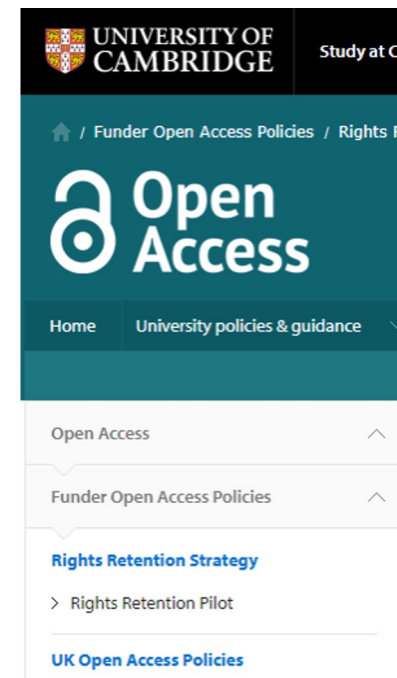 UNIVERSITY OF
CAMBRIDGE
Study at C
/ Funder Open Access Policies / Rights
Open
Access
Home University policies & guidance
Open Access
Funder Open Access Policies
Rights Retention Strategy
> Rights Retention Pilot
UK Open Access Policies